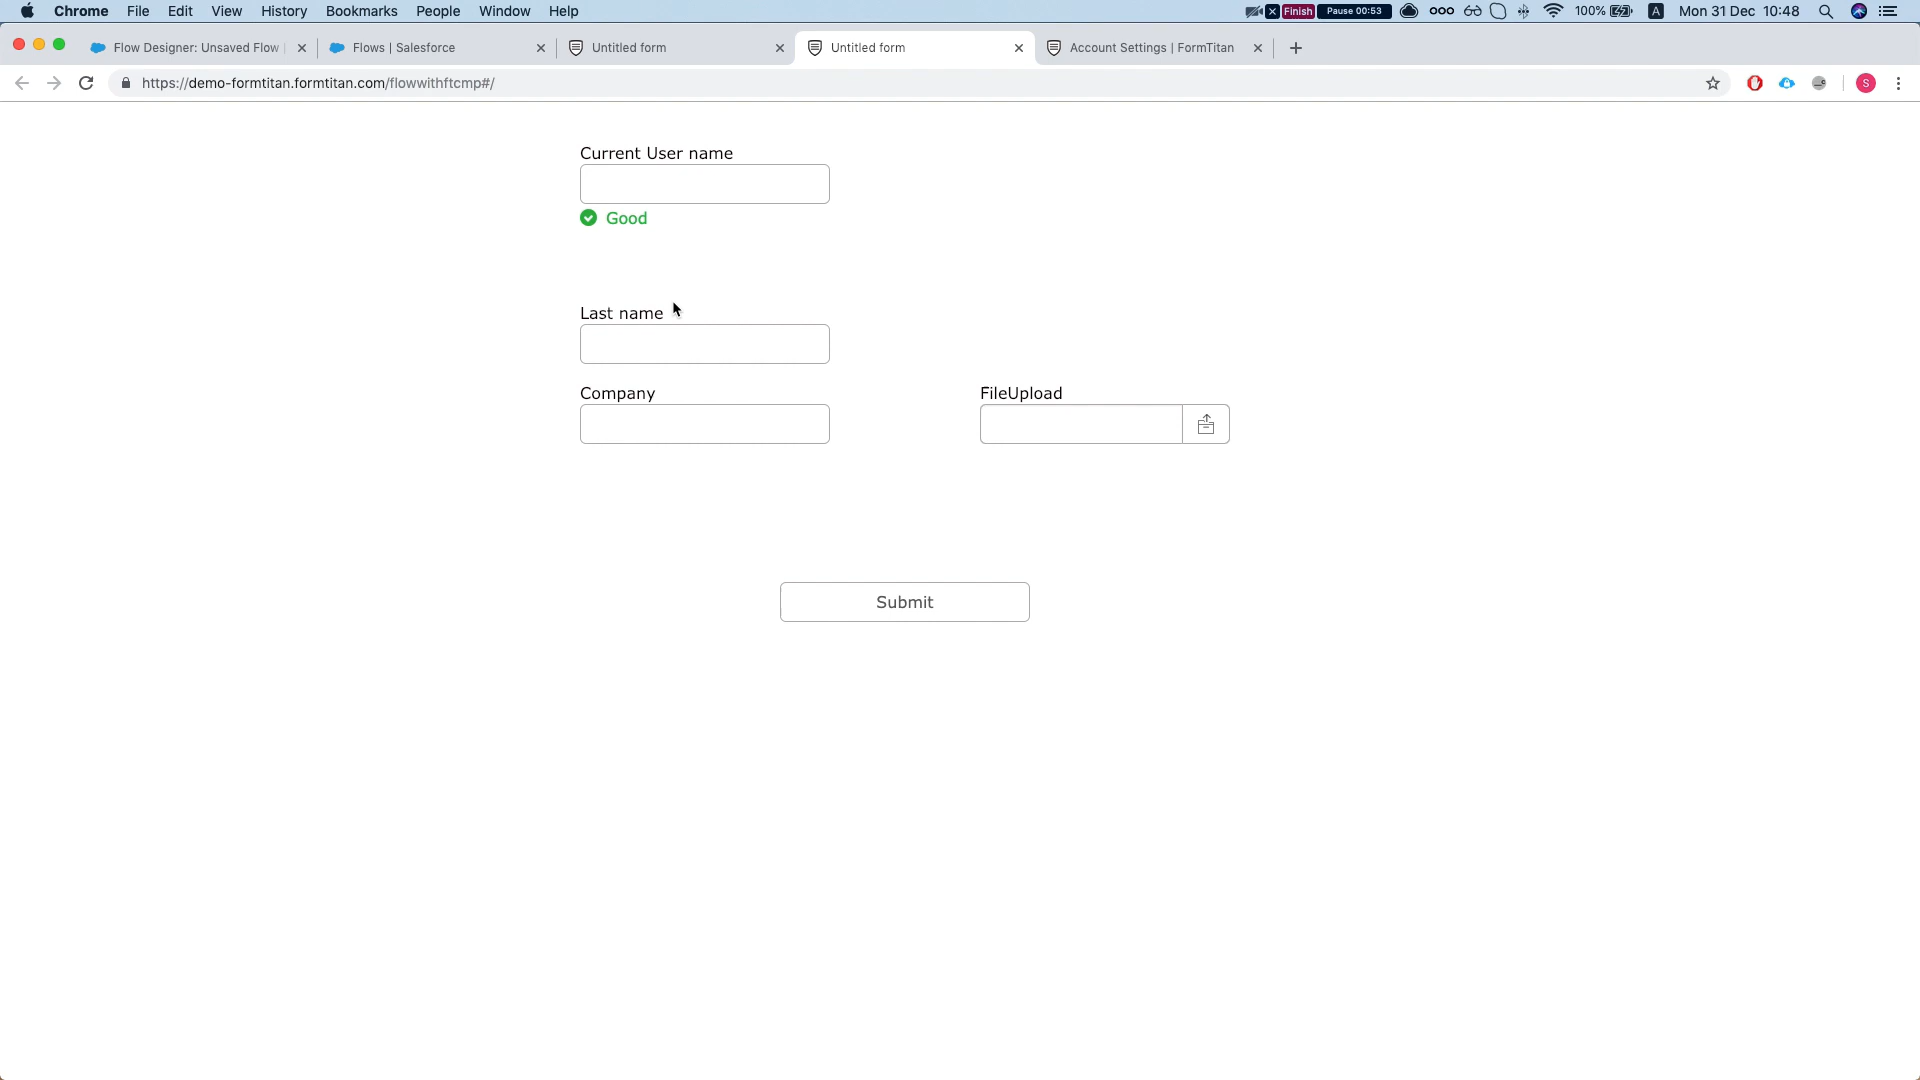 Chrome File Edit View History Bookmarks People Window Help Finish Pause 00:53 100% A Mon 31 Dec 10:48
Flow Designer: Unsaved Flow Flows | Salesforce Untitled form Untitled form Account Settings | FormTitan
https://demo-formtitan.formtitan.com/flowwithftcmp#/ S
Current User name
Good
Last name
Company FileUpload
Submit